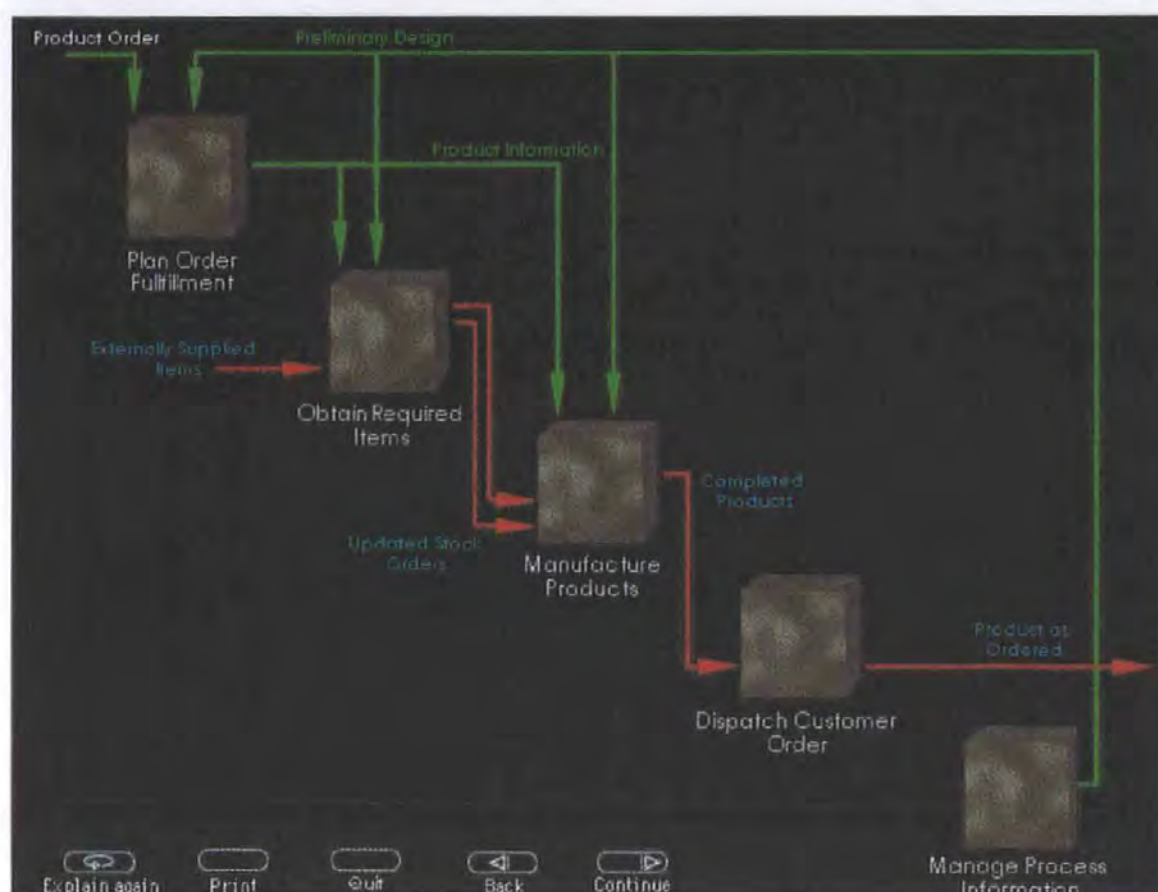 Product Order
Preliminary Design
Product Information
Plan Order
Fullfillment
Externally Supplied
Items
Obtain Required
Items
Completed
Products
Updated Stock
Orders
Manufacture
Products
Product as
Ordered
Dispatch Customer
Order
Manage Process
Information
Explain again
Print
Quit
Back
Continue